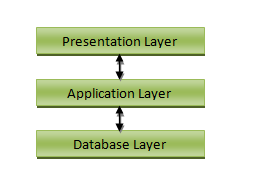 Presentation Layer
Application Layer
Database Layer